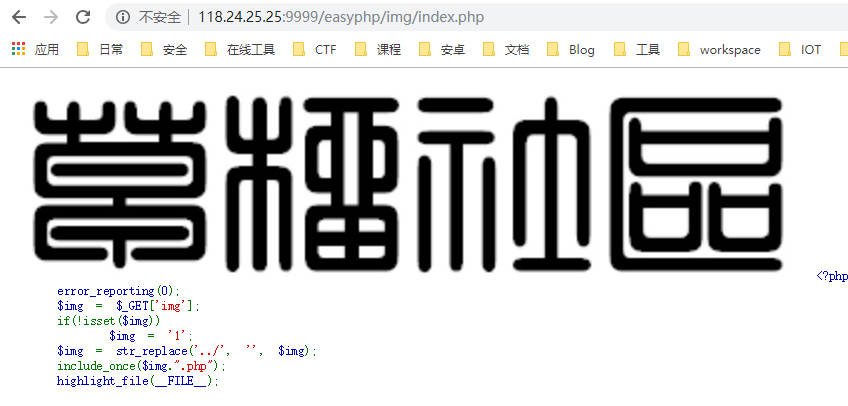 不安全 | 118.24.25.25:9999/easyphp/img/index.php
应用 日常 安全 在线工具 CTF 课程 安卓 文档 Blog 工具 workspace IOT
草榴社區
<?php
error_reporting(0);
$img = $_GET['img'];
if(!isset($img))
$img = '1';
$img = str_replace('../', '', $img);
include_once($img.".php");
highlight_file(__FILE__);